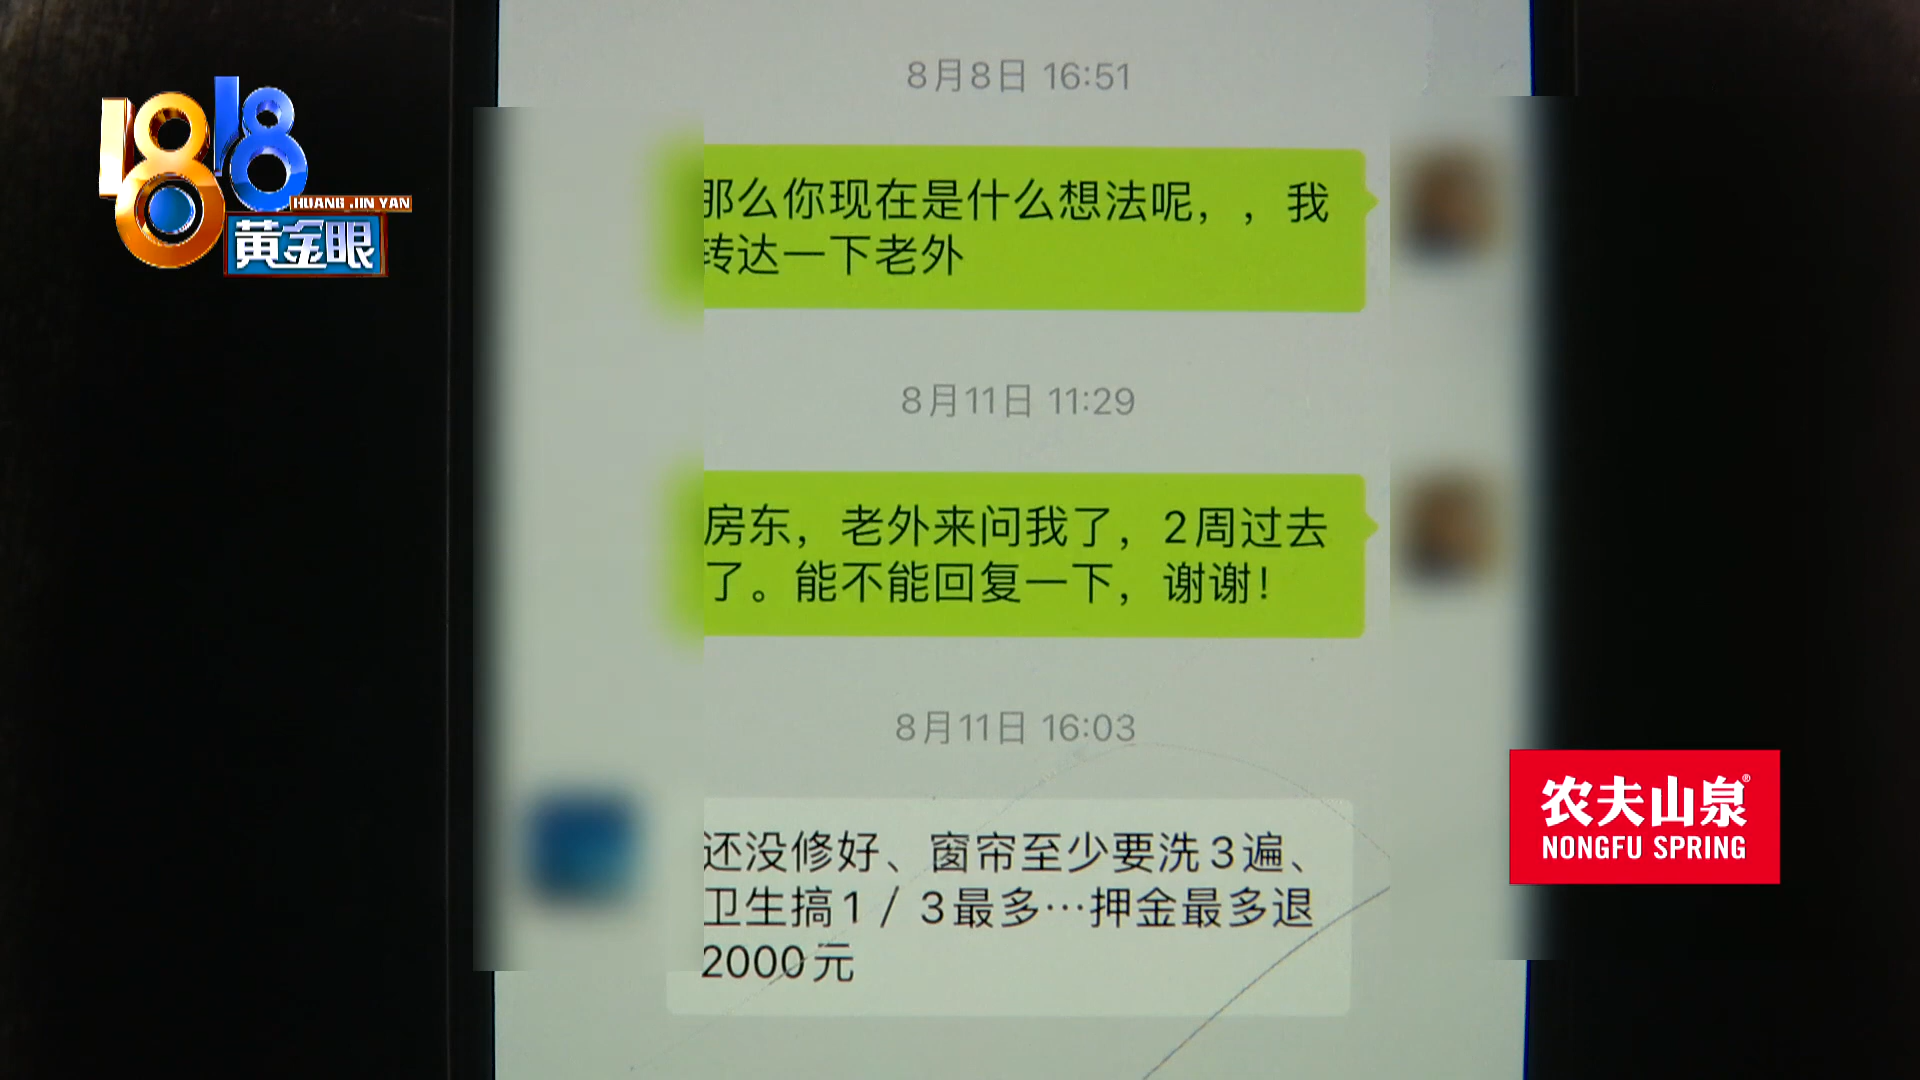 1818
HUANG JIN YAN
黄金眼
8月8日 16:51
那么你现在是什么想法呢，，我
转达一下老外
8月11日 11:29
房东，老外来问我了，2周过去
了。能不能回复一下，谢谢！
8月11日 16:03
还没修好、窗帘至少要洗3遍、
卫生搞1／3最多…押金最多退
2000元
农夫山泉®
NONGFU SPRING